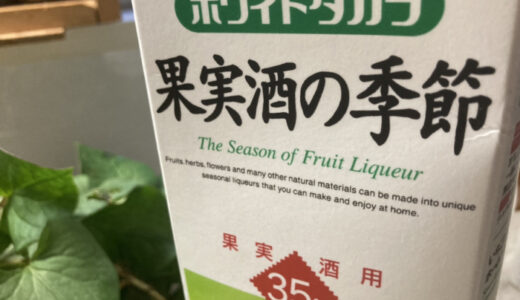 ホワイトタカラ
果実酒の季節
The Season of Fruit Liqueur
Fruits, herbs, flowers and many other natural materials can be made into unique
seasonal liqueurs that you can make and enjoy at home.
果実酒用
35